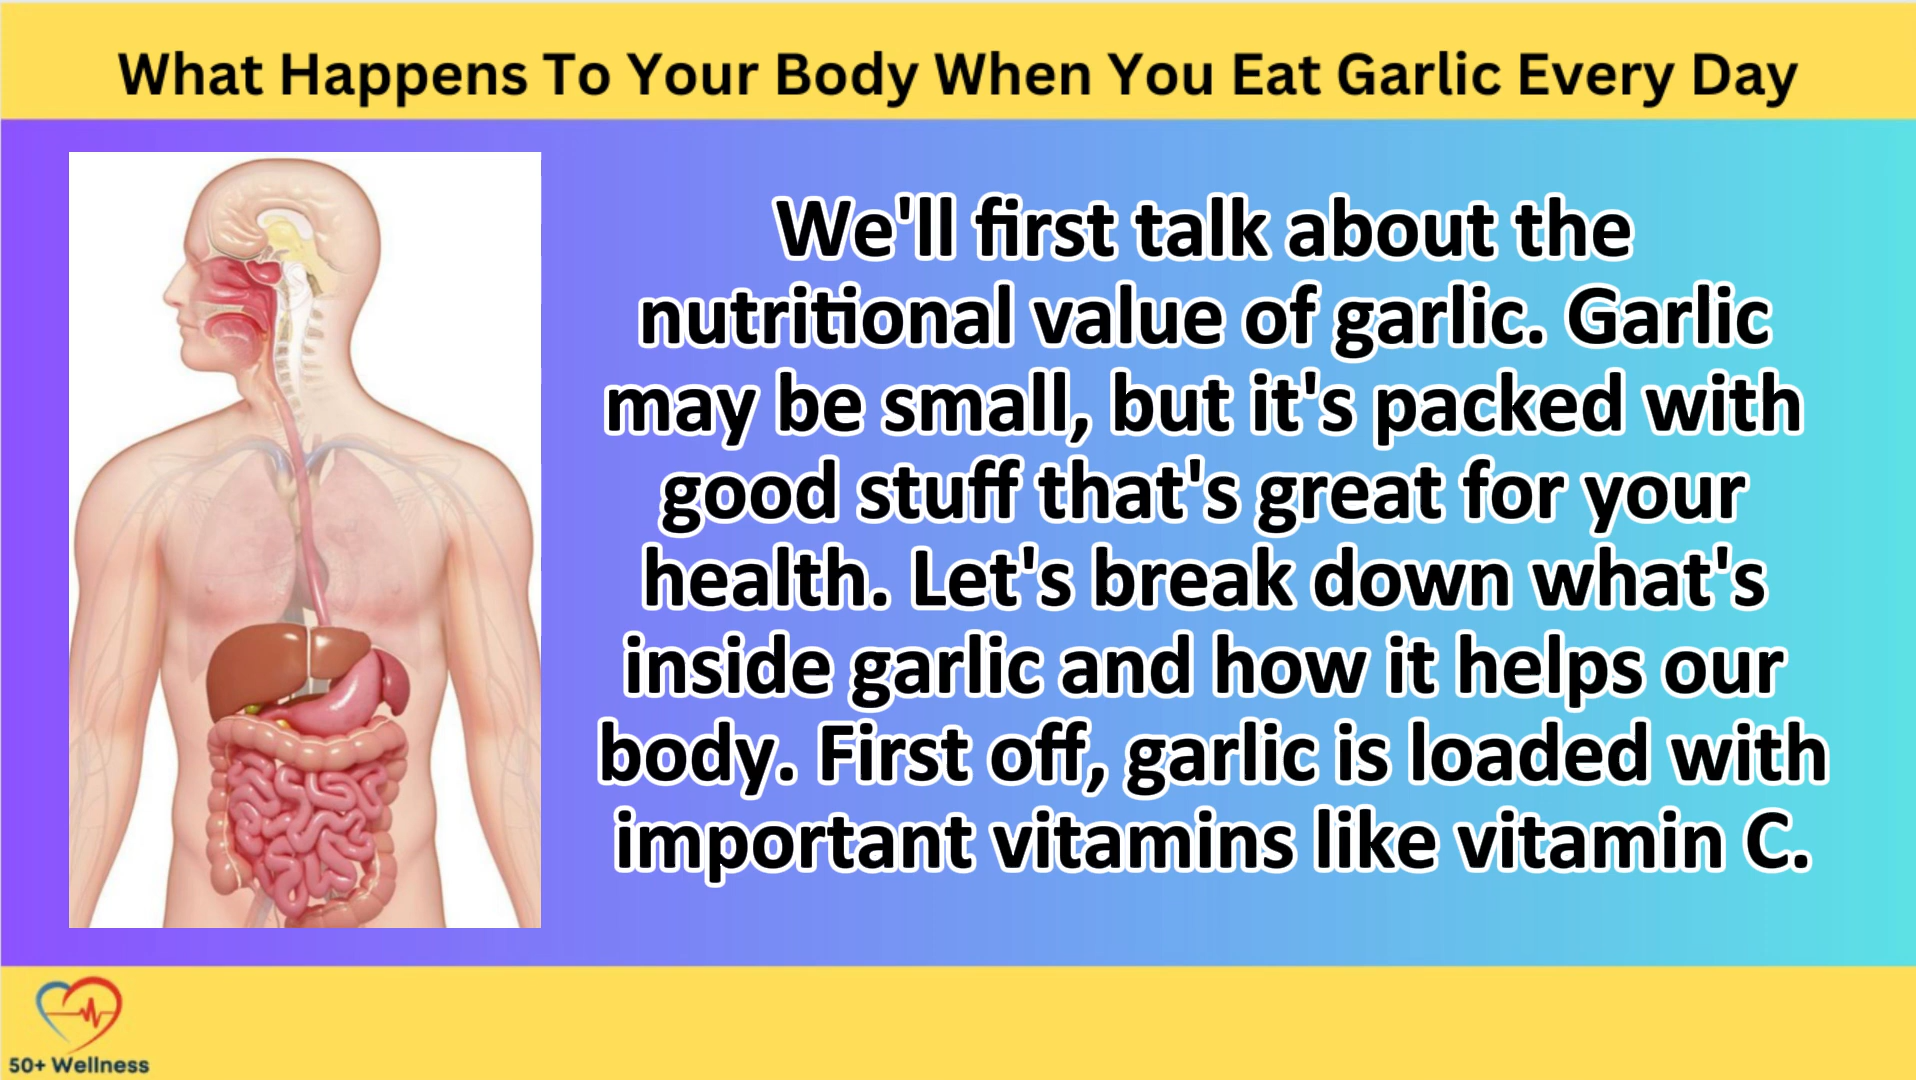 What Happens To Your Body When You Eat Garlic Every Day
We'll first talk about the
nutritional value of garlic. Garlic
may be small, but it's packed with
good stuff that's great for your
health. Let's break down what's
inside garlic and how it helps our
body. First off, garlic is loaded with
important vitamins like vitamin C.
50+ Wellness